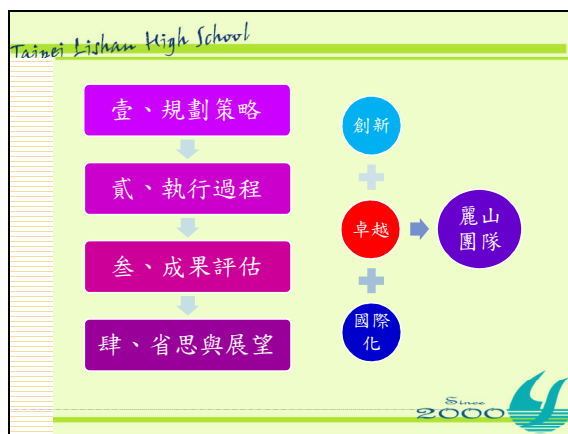 Taipei Lishan High School
壹、規劃策略
貳、執行過程
叁、成果評估
肆、省思與展望
創新
卓越
國際
化
麗山
團隊
Since
2000